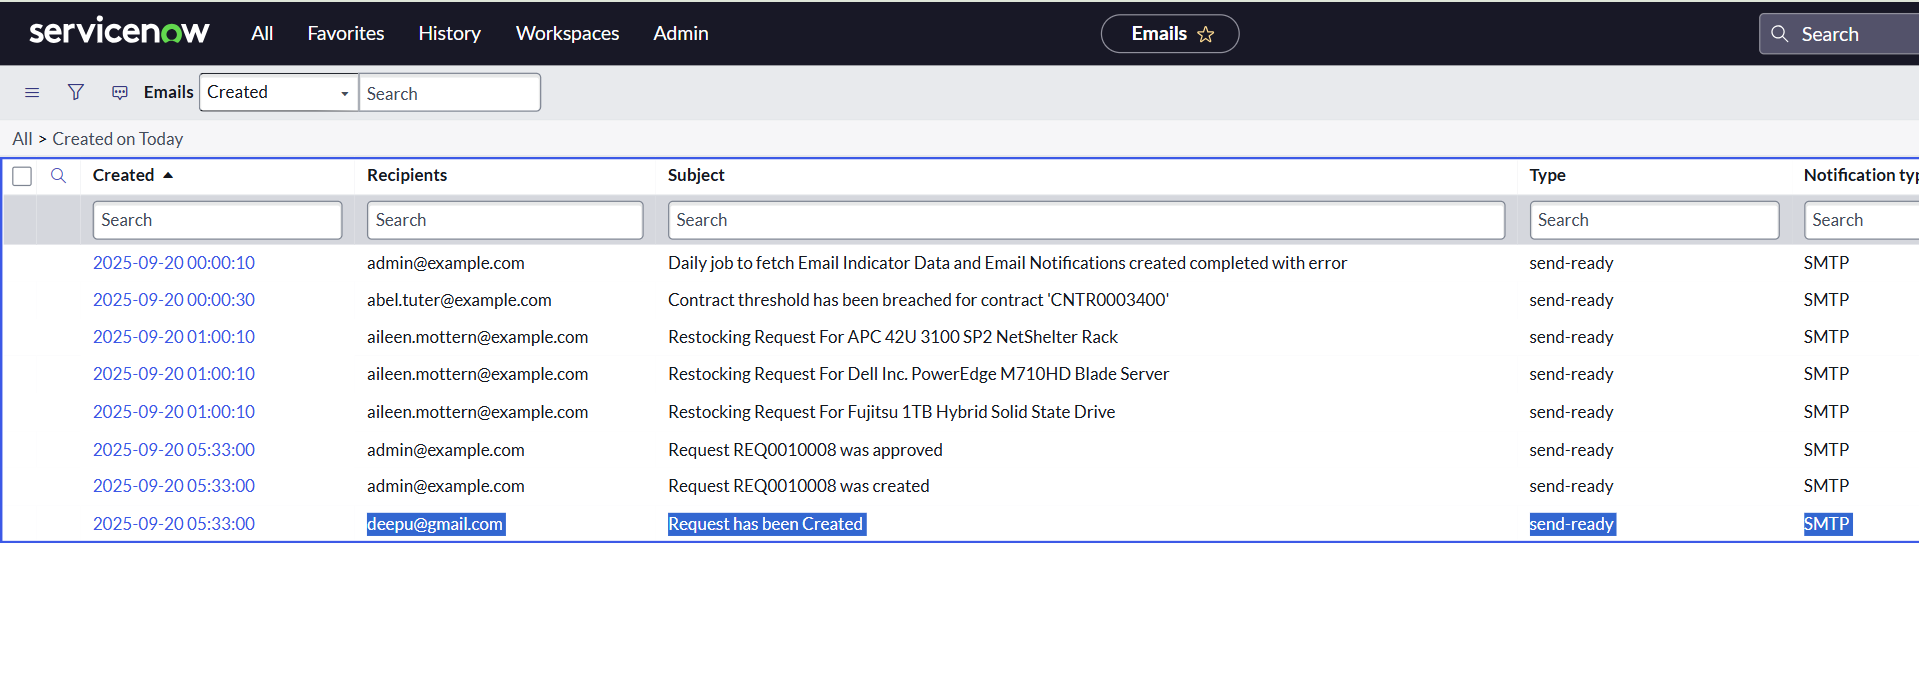 servicenow All Favorites History Workspaces Admin Emails Search
Emails Created Search
All > Created on Today
Created Recipients Subject Type Notification typ
Search Search Search Search Search
2025-09-20 00:00:10 admin@example.com Daily job to fetch Email Indicator Data and Email Notifications created completed with error send-ready SMTP
2025-09-20 00:00:30 abel.tuter@example.com Contract threshold has been breached for contract 'CNTR0003400' send-ready SMTP
2025-09-20 01:00:10 aileen.mottern@example.com Restocking Request For APC 42U 3100 SP2 NetShelter Rack send-ready SMTP
2025-09-20 01:00:10 aileen.mottern@example.com Restocking Request For Dell Inc. PowerEdge M710HD Blade Server send-ready SMTP
2025-09-20 01:00:10 aileen.mottern@example.com Restocking Request For Fujitsu 1TB Hybrid Solid State Drive send-ready SMTP
2025-09-20 05:33:00 admin@example.com Request REQ0010008 was approved send-ready SMTP
2025-09-20 05:33:00 admin@example.com Request REQ0010008 was created send-ready SMTP
2025-09-20 05:33:00 deepu@gmail.com Request has been Created send-ready SMTP